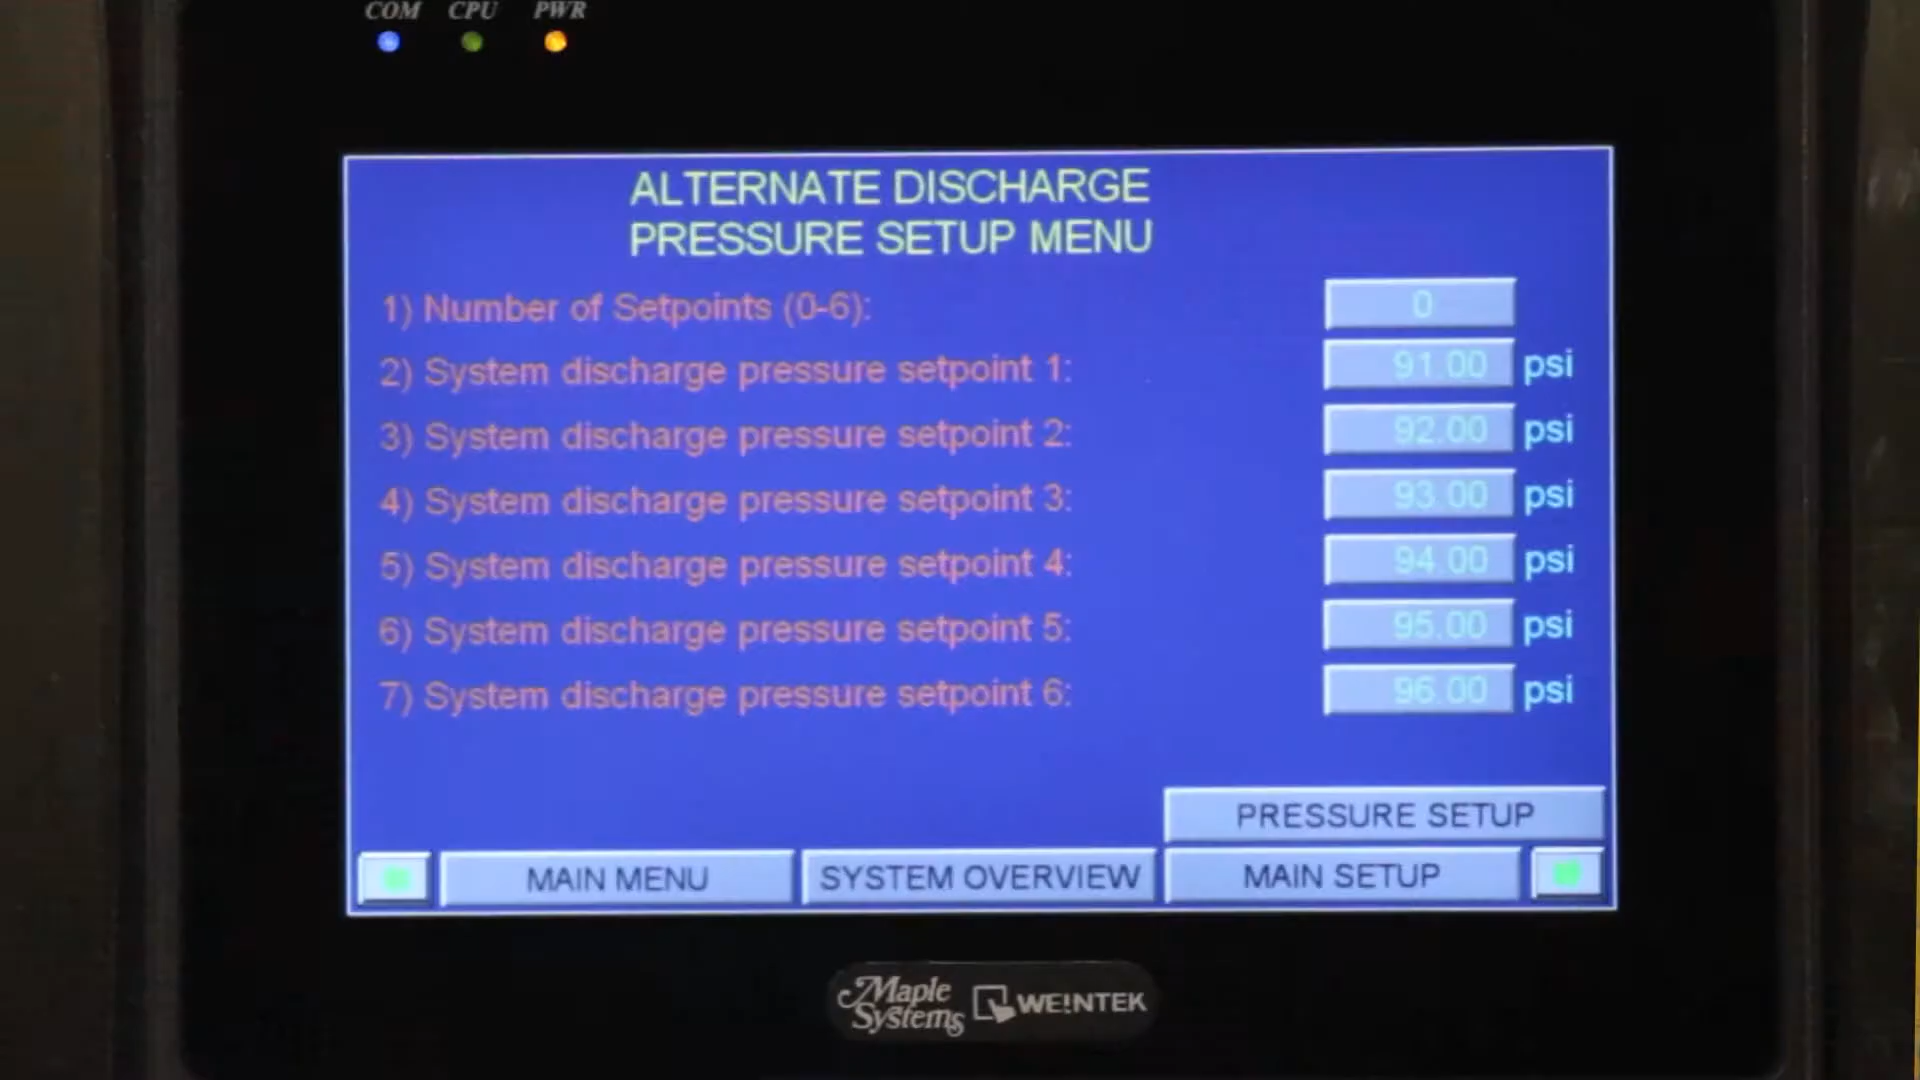 COM CPU PWR
ALTERNATE DISCHARGE
PRESSURE SETUP MENU
1) Number of Setpoints (0-6): 0
2) System discharge pressure setpoint 1: 91.00 psi
3) System discharge pressure setpoint 2: 92.00 psi
4) System discharge pressure setpoint 3: 93.00 psi
5) System discharge pressure setpoint 4: 94.00 psi
6) System discharge pressure setpoint 5: 95.00 psi
7) System discharge pressure setpoint 6: 96.00 psi
PRESSURE SETUP
MAIN MENU SYSTEM OVERVIEW MAIN SETUP
Maple Systems WEINTEK